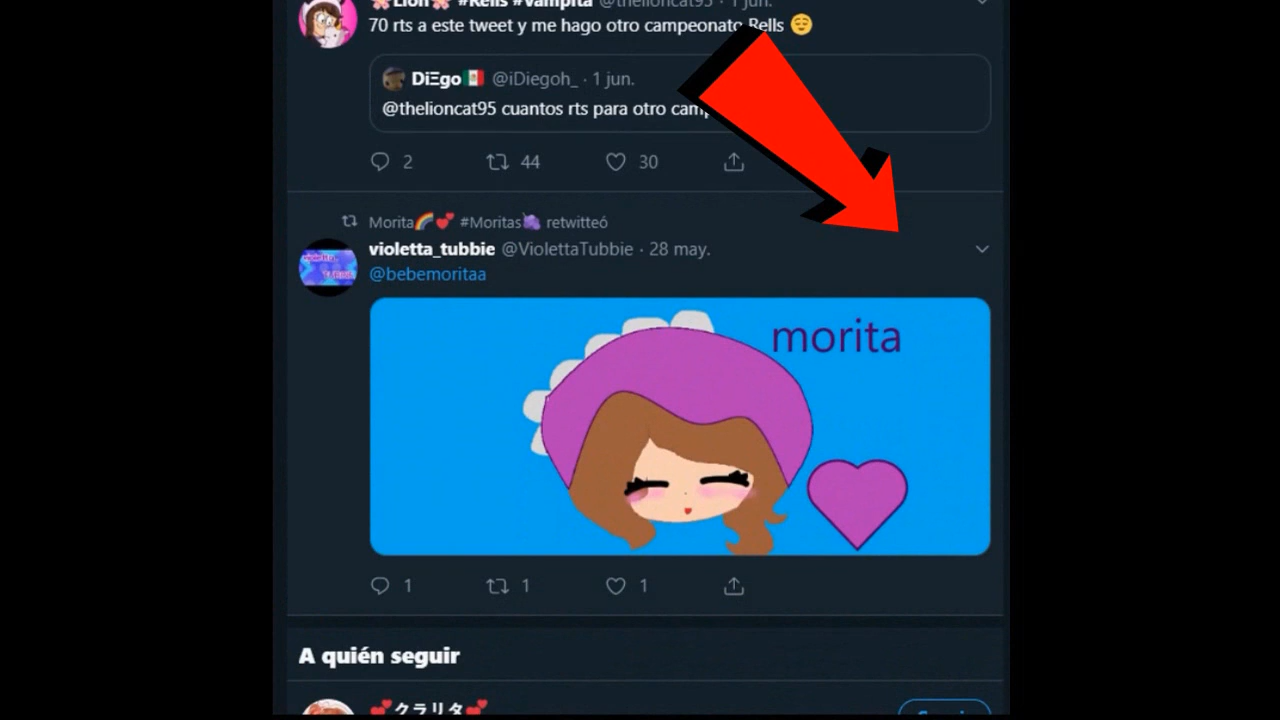 Lion #Rells #Vampita @thelioncat95 · 1 jun.
70 rts a este tweet y me hago otro campeonato Rells 😌
DiΞgo🇲🇽 @iDiegoh_ · 1 jun.
@thelioncat95 cuantos rts para otro
2 44 30
Morita🌈💕 #Moritas🍇 retwitteó
violetta_tubbie @ViolettaTubbie · 28 may.
@bebemoritaa
morita
1 1 1
A quién seguir
💕クラリタ💕